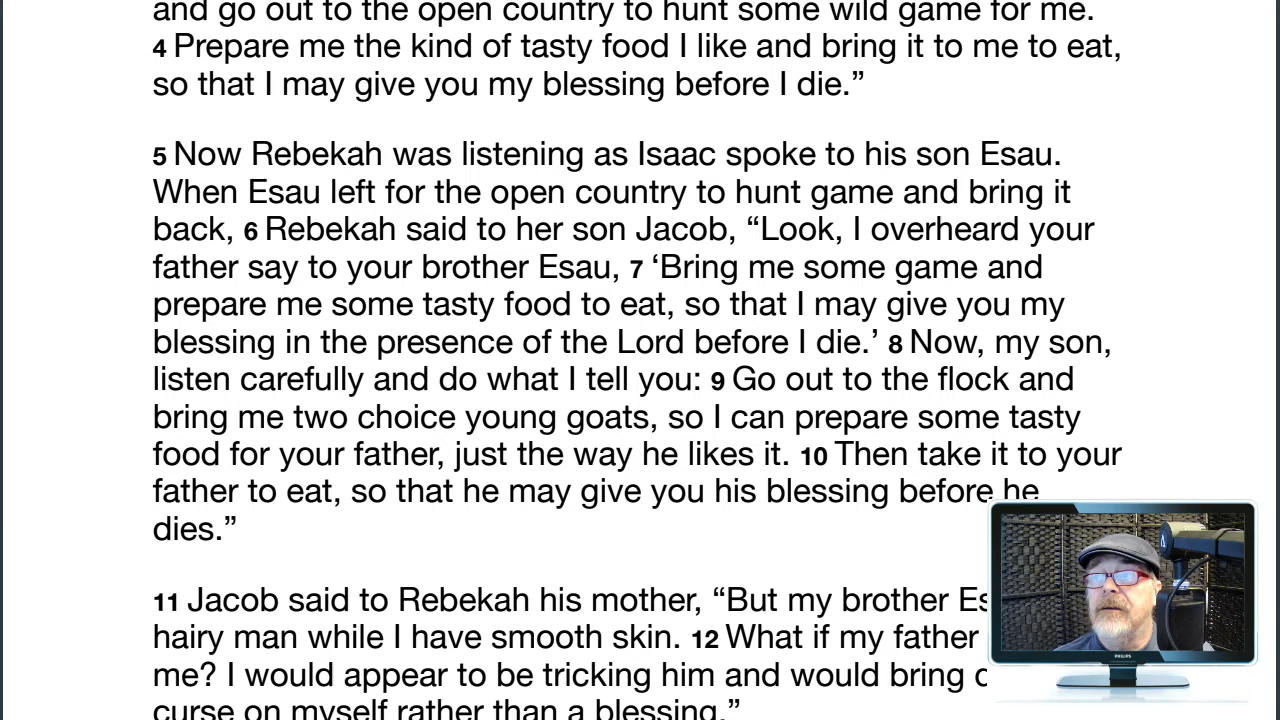 and go out to the open country to hunt some wild game for me.
4 Prepare me the kind of tasty food I like and bring it to me to eat,
so that I may give you my blessing before I die.”
5 Now Rebekah was listening as Isaac spoke to his son Esau.
When Esau left for the open country to hunt game and bring it
back, 6 Rebekah said to her son Jacob, “Look, I overheard your
father say to your brother Esau, 7 ‘Bring me some game and
prepare me some tasty food to eat, so that I may give you my
blessing in the presence of the Lord before I die.’ 8 Now, my son,
listen carefully and do what I tell you: 9 Go out to the flock and
bring me two choice young goats, so I can prepare some tasty
food for your father, just the way he likes it. 10 Then take it to your
father to eat, so that he may give you his blessing before he
dies.”
11 Jacob said to Rebekah his mother, “But my brother
hairy man while I have smooth skin. 12 What if my father
me? I would appear to be tricking him and would bring
curse on myself rather than a blessing.”
PHILIPS